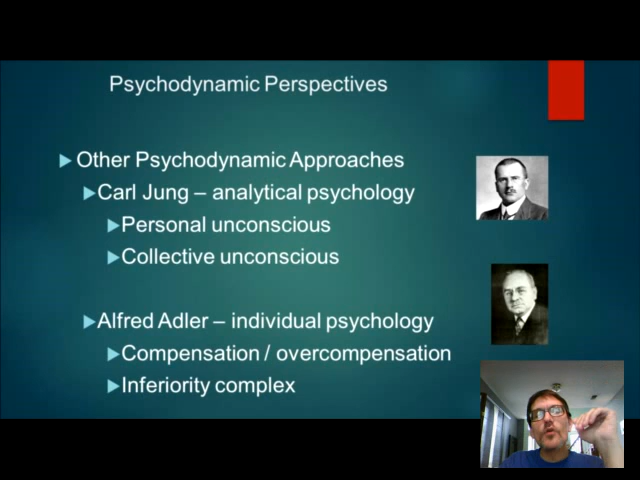 Psychodynamic Perspectives
Other Psychodynamic Approaches
Carl Jung – analytical psychology
Personal unconscious
Collective unconscious
Alfred Adler – individual psychology
Compensation / overcompensation
Inferiority complex